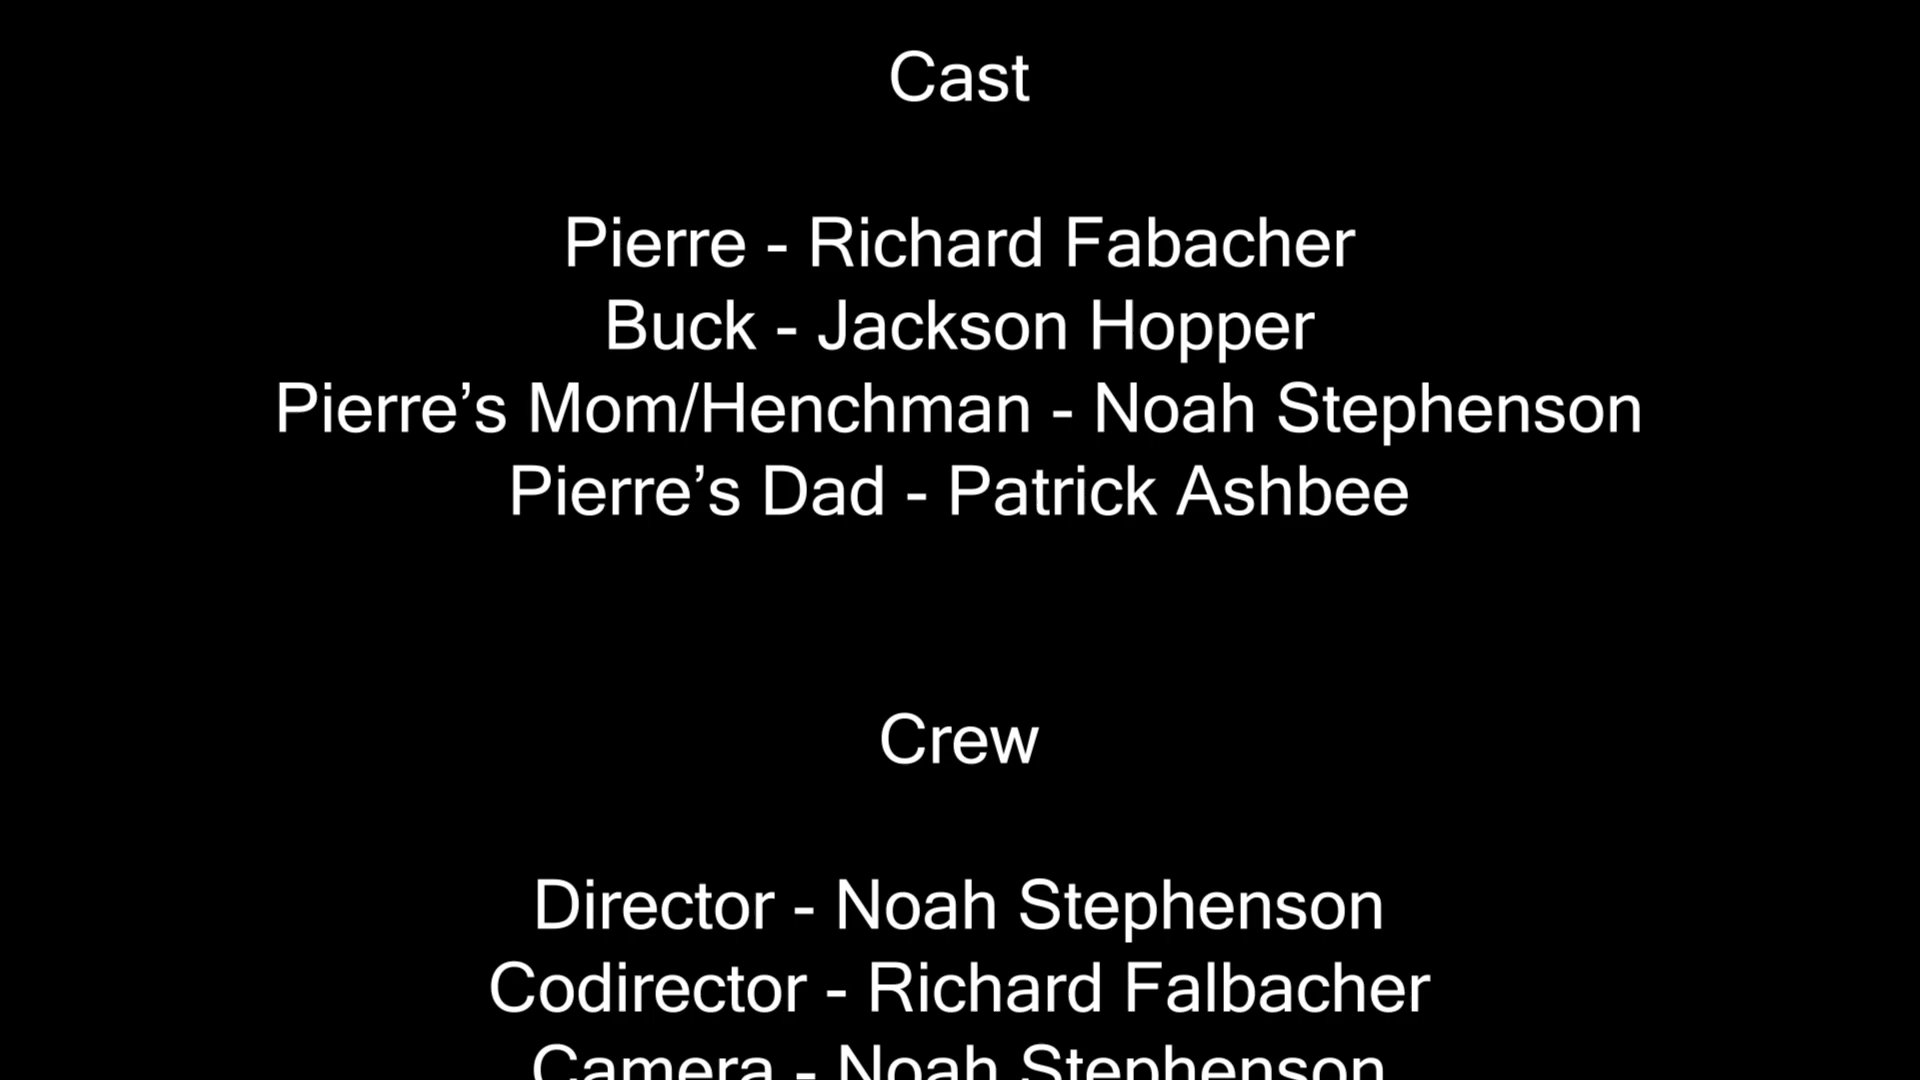 Cast
Pierre - Richard Fabacher
Buck - Jackson Hopper
Pierre’s Mom/Henchman - Noah Stephenson
Pierre’s Dad - Patrick Ashbee
Crew
Director - Noah Stephenson
Codirector - Richard Falbacher
Camera - Noah Stephenson